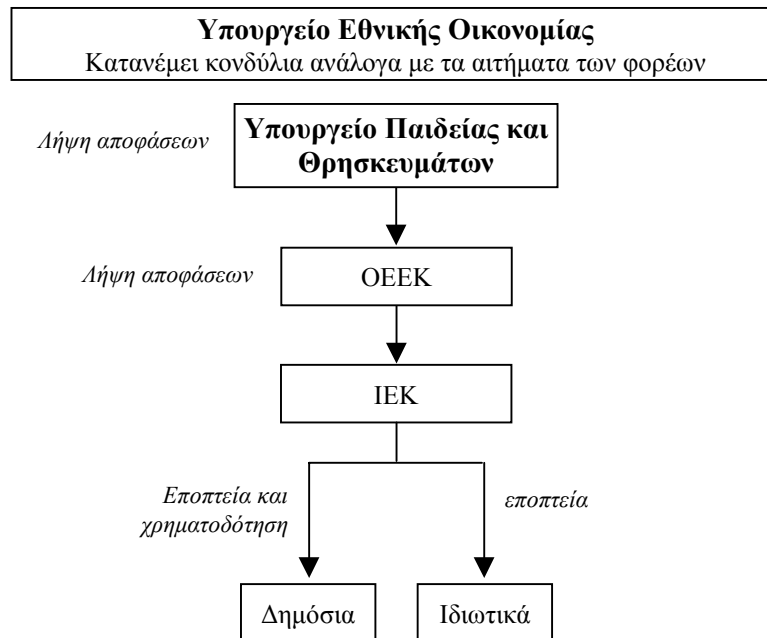 Υπουργείο Εθνικής Οικονομίας
Κατανέμει κονδύλια ανάλογα με τα αιτήματα των φορέων
Λήψη αποφάσεων
Υπουργείο Παιδείας και
Θρησκευμάτων
Λήψη αποφάσεων
ΟΕΕΚ
ΙΕΚ
Εποπτεία και
χρηματοδότηση
εποπτεία
Δημόσια
Ιδιωτικά